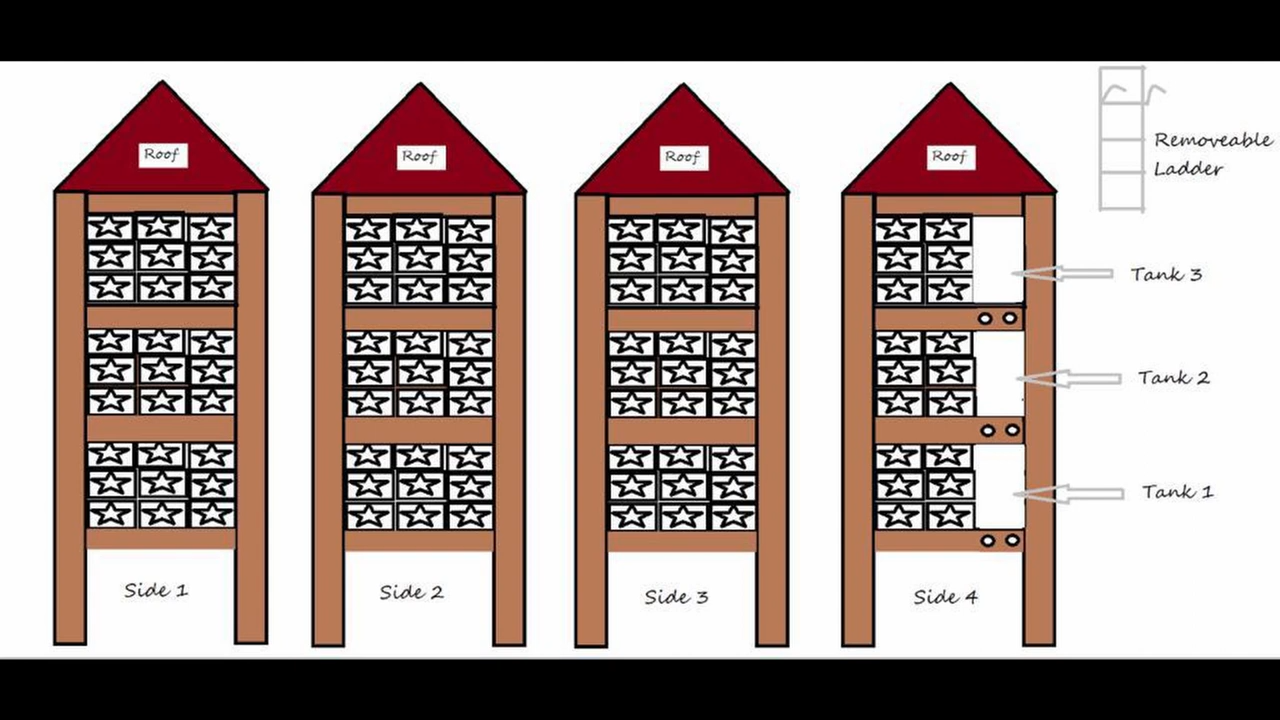 Roof
Roof
Roof
Roof
Removeable
Ladder
Tank 3
Tank 2
Tank 1
Side 1
Side 2
Side 3
Side 4